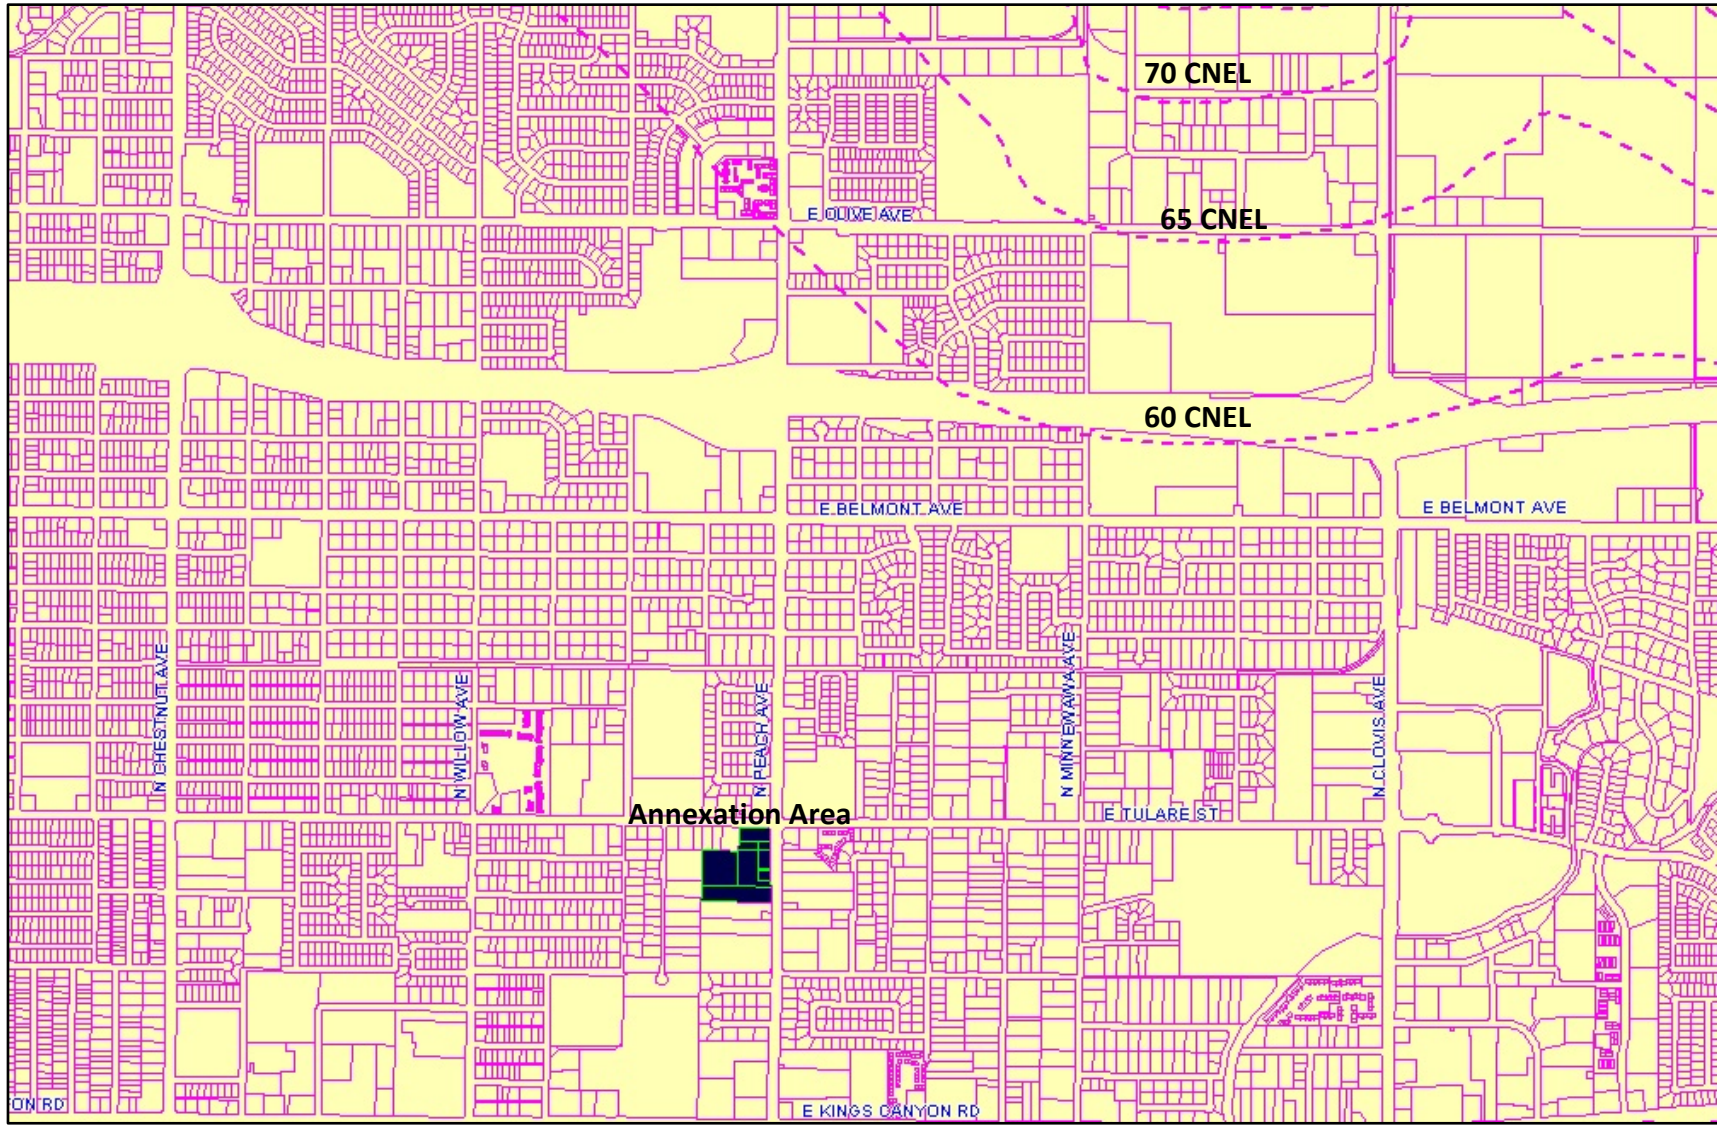 70 CNEL
E OLIVE AVE
65 CNEL
60 CNEL
E BELMONT AVE
E BELMONT AVE
N CHESTNUT AVE
N WILLOW AVE
N PEACH AVE
N MINNEWAWA AVE
N CLOVIS AVE
Annexation Area
E TULARE ST
ON RD
E KINGS CANYON RD